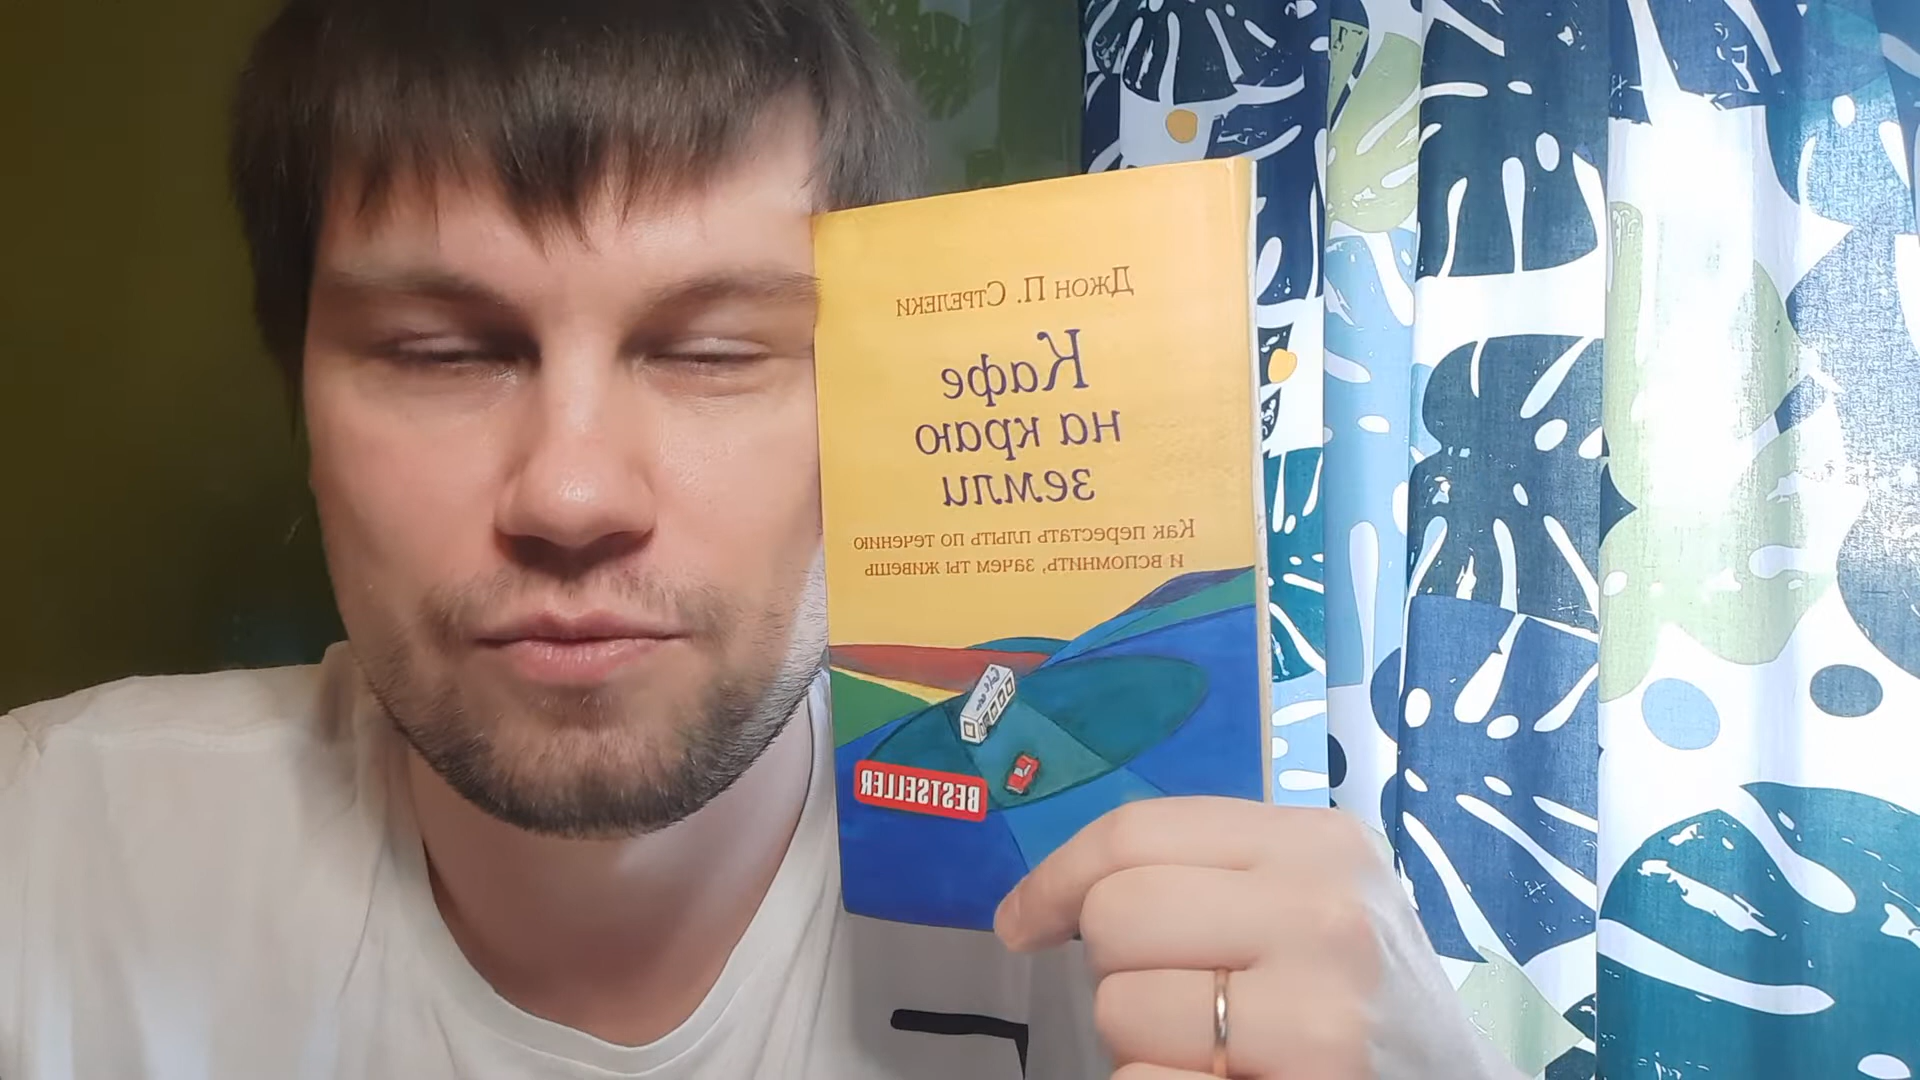 Джон П. Стрелеки
Кафе
на краю
земли
Как перестать плыть по течению
и вспомнить, зачем ты живешь
BESTSELLER